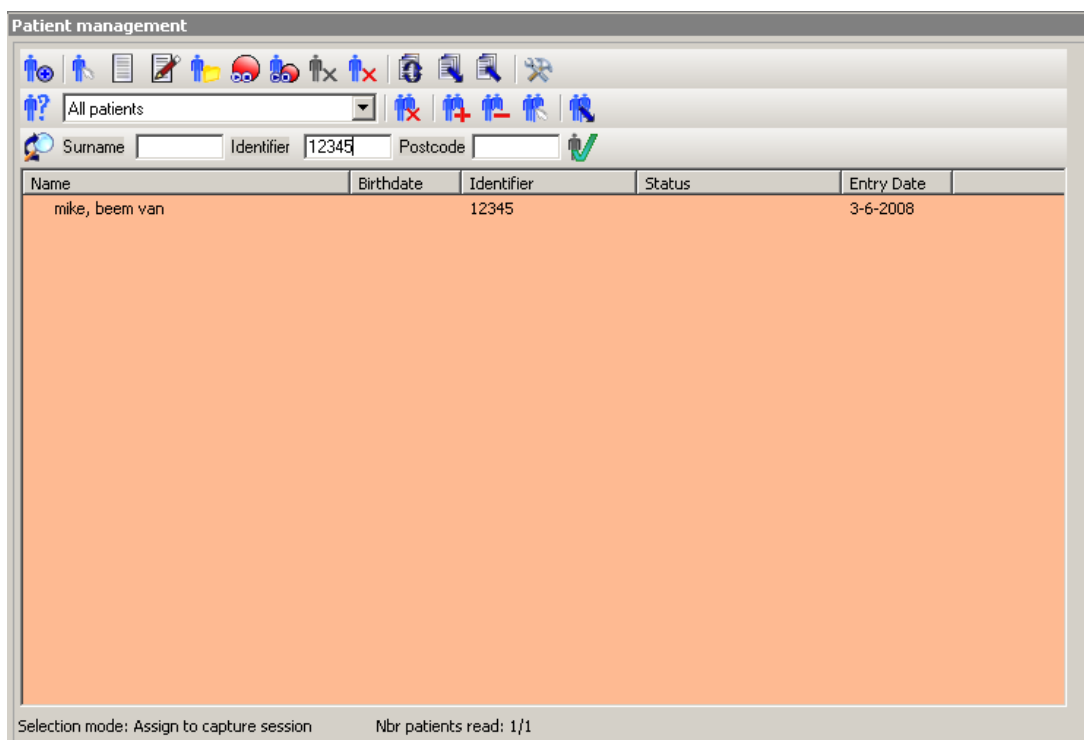 Patient management
All patients
Surname Identifier 12345 Postcode
Name Birthdate Identifier Status Entry Date
mike, beem van 12345 3-6-2008
Selection mode: Assign to capture session Nbr patients read: 1/1